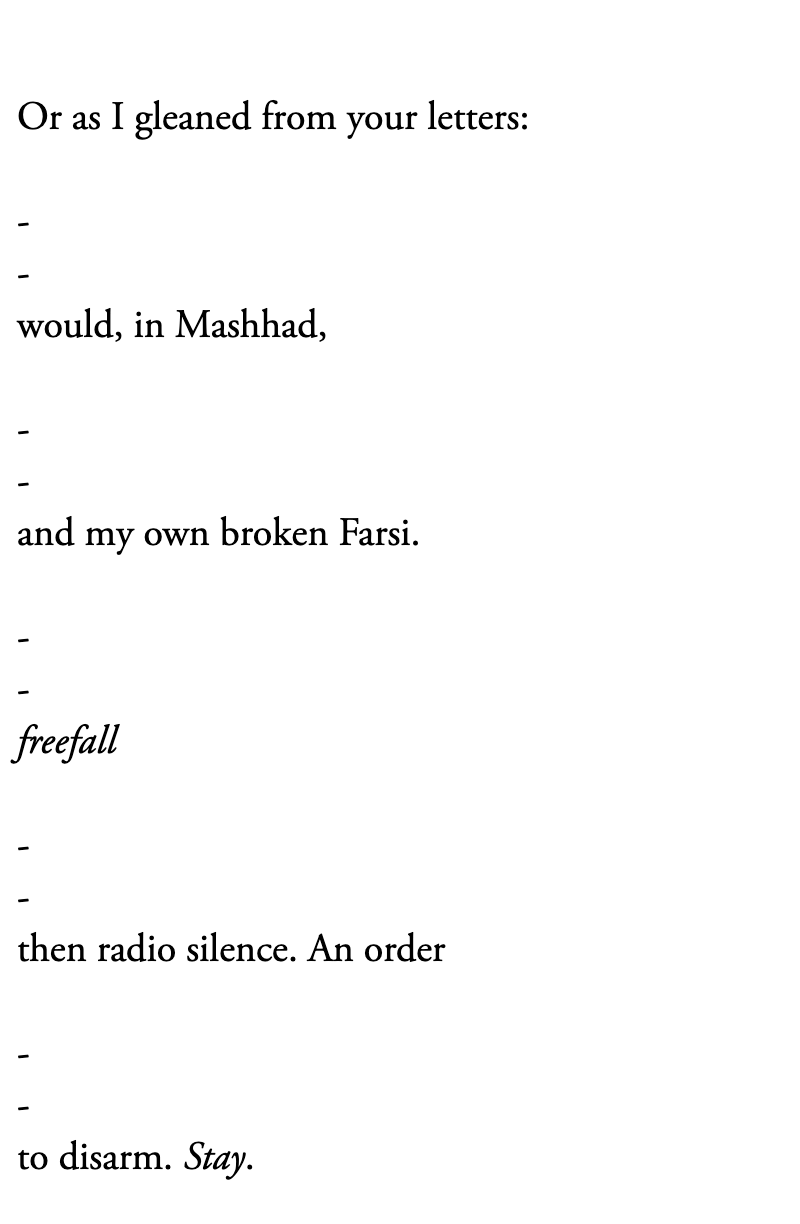 Or as I gleaned from your letters:
-
-
would, in Mashhad,
-
-
and my own broken Farsi.
-
-
freefall
-
-
then radio silence. An order
-
-
to disarm. Stay.